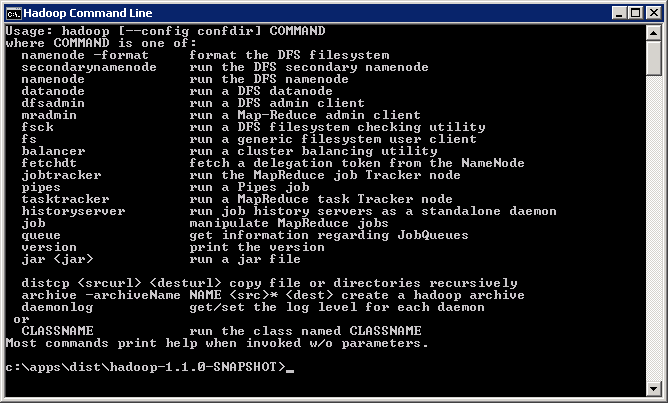 Hadoop Command Line
Usage: hadoop [--config confdir] COMMAND
where COMMAND is one of:
  namenode -format     format the DFS filesystem
  secondarynamenode    run the DFS secondary namenode
  namenode             run the DFS namenode
  datanode             run a DFS datanode
  dfsadmin             run a DFS admin client
  mradmin              run a Map-Reduce admin client
  fsck                 run a DFS filesystem checking utility
  fs                   run a generic filesystem user client
  balancer             run a cluster balancing utility
  fetchdt              fetch a delegation token from the NameNode
  jobtracker           run the MapReduce job Tracker node
  pipes                run a Pipes job
  tasktracker          run a MapReduce task Tracker node
  historyserver        run job history servers as a standalone daemon
  job                  manipulate MapReduce jobs
  queue                get information regarding JobQueues
  version              print the version
  jar <jar>            run a jar file

  distcp <srcurl> <desturl> copy file or directories recursively
  archive -archiveName NAME <src>* <dest> create a hadoop archive
  daemonlog            get/set the log level for each daemon
 or
  CLASSNAME            run the class named CLASSNAME
Most commands print help when invoked w/o parameters.

c:\apps\dist\hadoop-1.1.0-SNAPSHOT>_